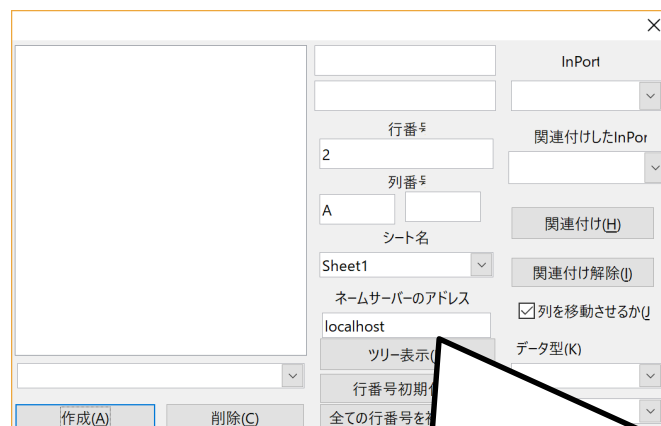 InPort
行番号
2
関連付けしたInPor
列番号
A
関連付け(H)
シート名
Sheet1
関連付け解除(I)
ネームサーバーのアドレス
列を移動させるか(J
localhost
データ型(K)
ツリー表示(
行番号初期
作成(A)
削除(C)
全ての行番号を